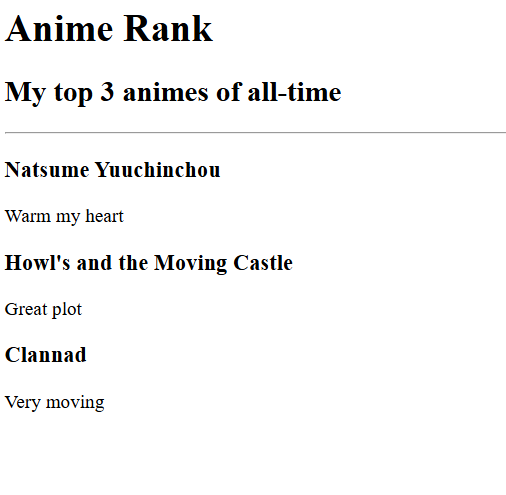 Anime Rank
My top 3 animes of all-time
Natsume Yuuchinchou
Warm my heart
Howl's and the Moving Castle
Great plot
Clannad
Very moving